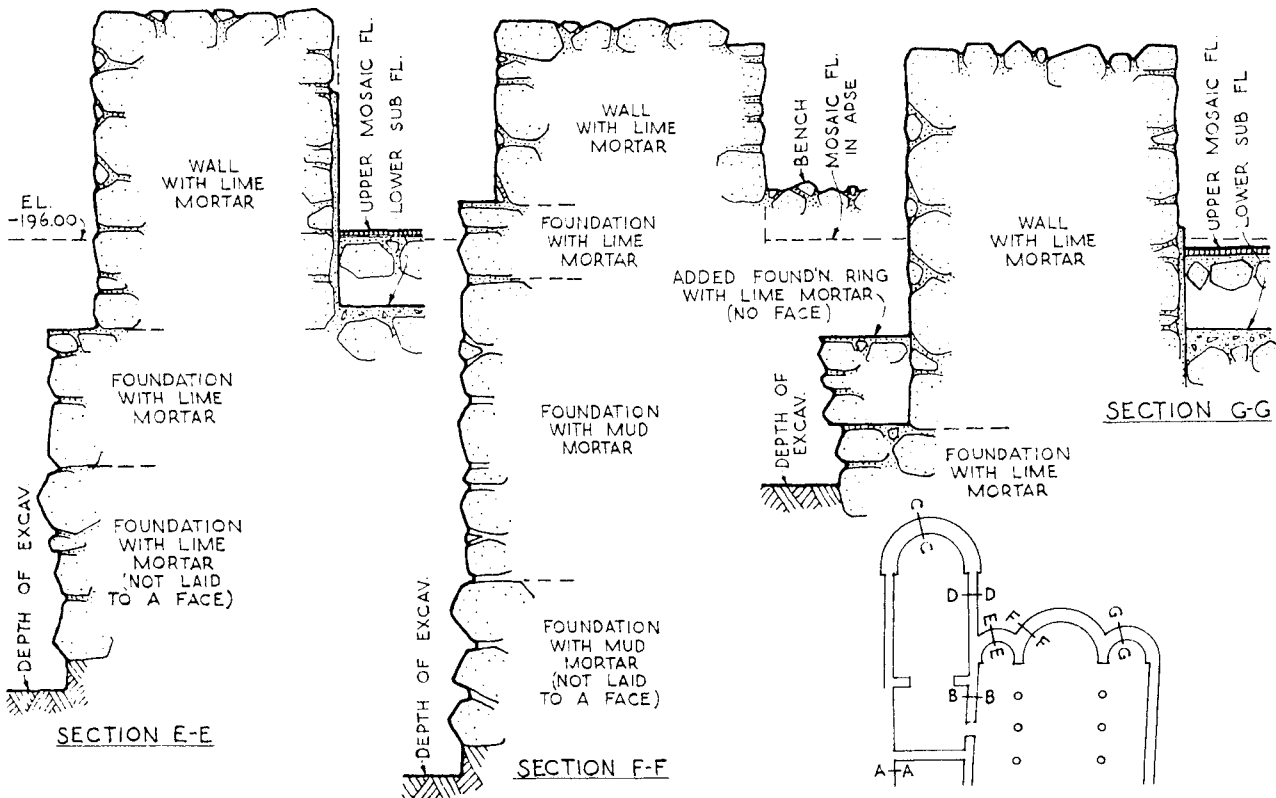 WALL
WITH LIME
MORTAR
EL.
-196.00
UPPER MOSAIC FL.
LOWER SUB FL.
FOUNDATION
WITH LIME
MORTAR
FOUNDATION
WITH LIME
MORTAR
(NOT LAID
TO A FACE)
DEPTH OF EXCAV.
SECTION E-E
WALL
WITH LIME
MORTAR
BENCH
MOSAIC FL.
IN APSE
FOUNDATION
WITH LIME
MORTAR
FOUNDATION
WITH MUD
MORTAR
FOUNDATION
WITH MUD
MORTAR
(NOT LAID
TO A FACE)
DEPTH OF EXCAV.
SECTION F-F
WALL
WITH LIME
MORTAR
UPPER MOSAIC FL.
LOWER SUB FL
ADDED FOUND'N RING
WITH LIME MORTAR
(NO FACE)
DEPTH OF
EXCAV.
FOUNDATION
WITH LIME
MORTAR
SECTION G-G
C
C
D D
E
E
F
F
G
G
B B
A A